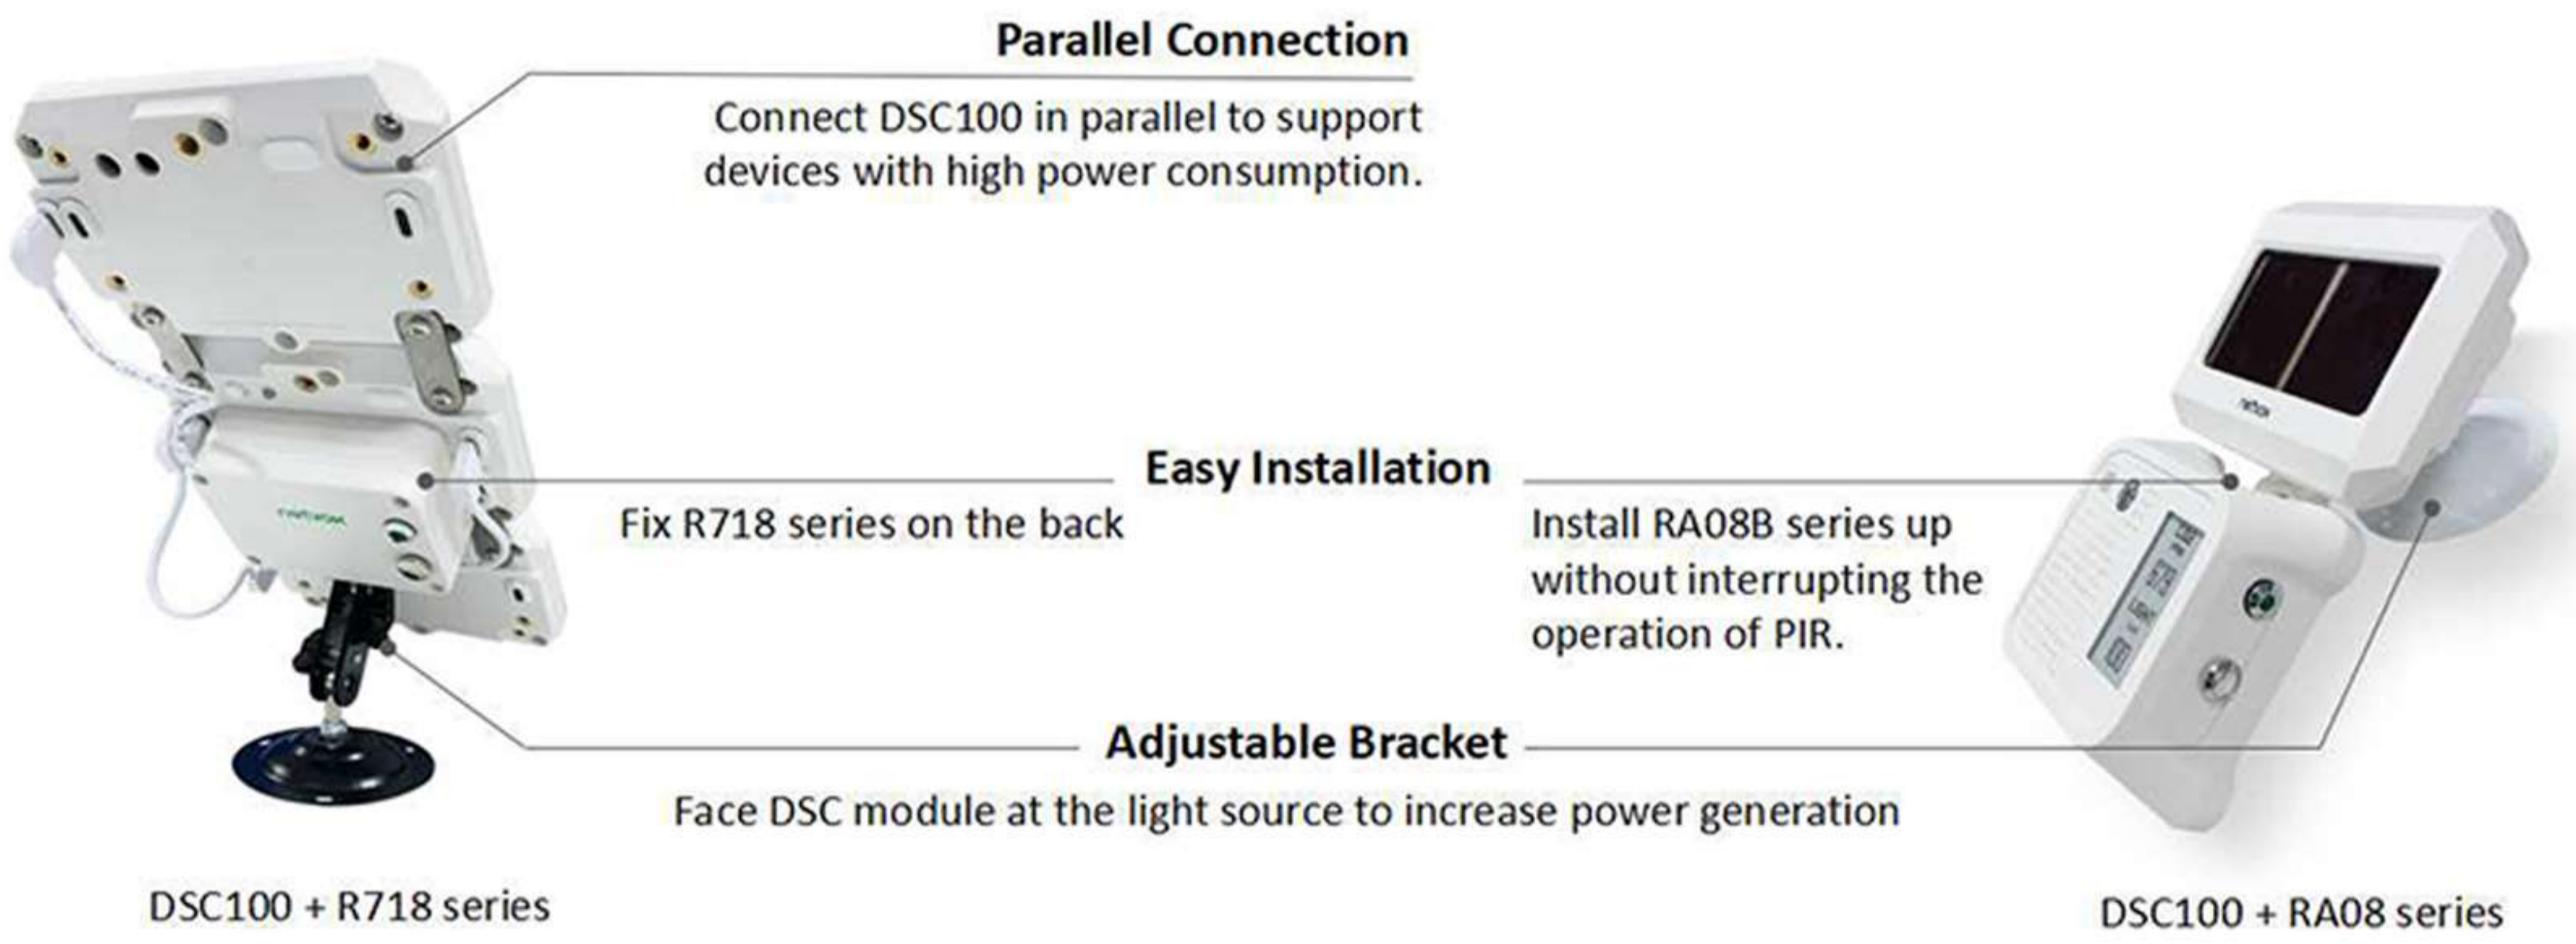 Parallel Connection
Connect DSC100 in parallel to support
devices with high power consumption.
Easy Installation
Fix R718 series on the back
Install RA08B series up
without interrupting the
operation of PIR.
Adjustable Bracket
Face DSC module at the light source to increase power generation
DSC100 + R718 series
DSC100 + RA08 series